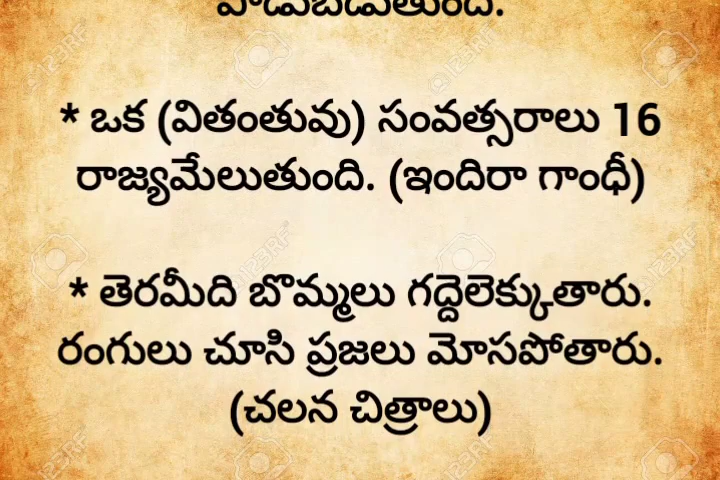 * ఒక (వితంతువు) సంవత్సరాలు 16
రాజ్యమేలుతుంది. (ఇందిరా గాంధీ)
* తెరమీది బొమ్మలు గద్దెలెక్కుతారు.
రంగులు చూసి ప్రజలు మోసపోతారు.
(చలన చిత్రాలు)